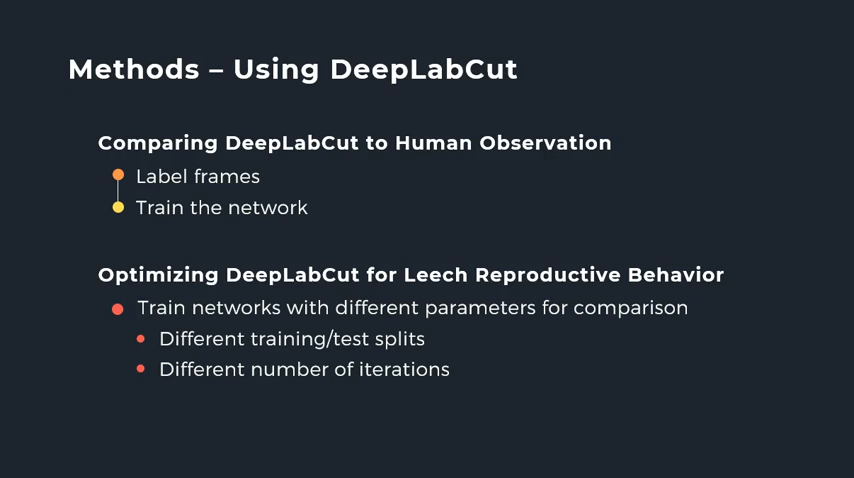 Methods – Using DeepLabCut
Comparing DeepLabCut to Human Observation
Label frames
Train the network
Optimizing DeepLabCut for Leech Reproductive Behavior
Train networks with different parameters for comparison
Different training/test splits
Different number of iterations